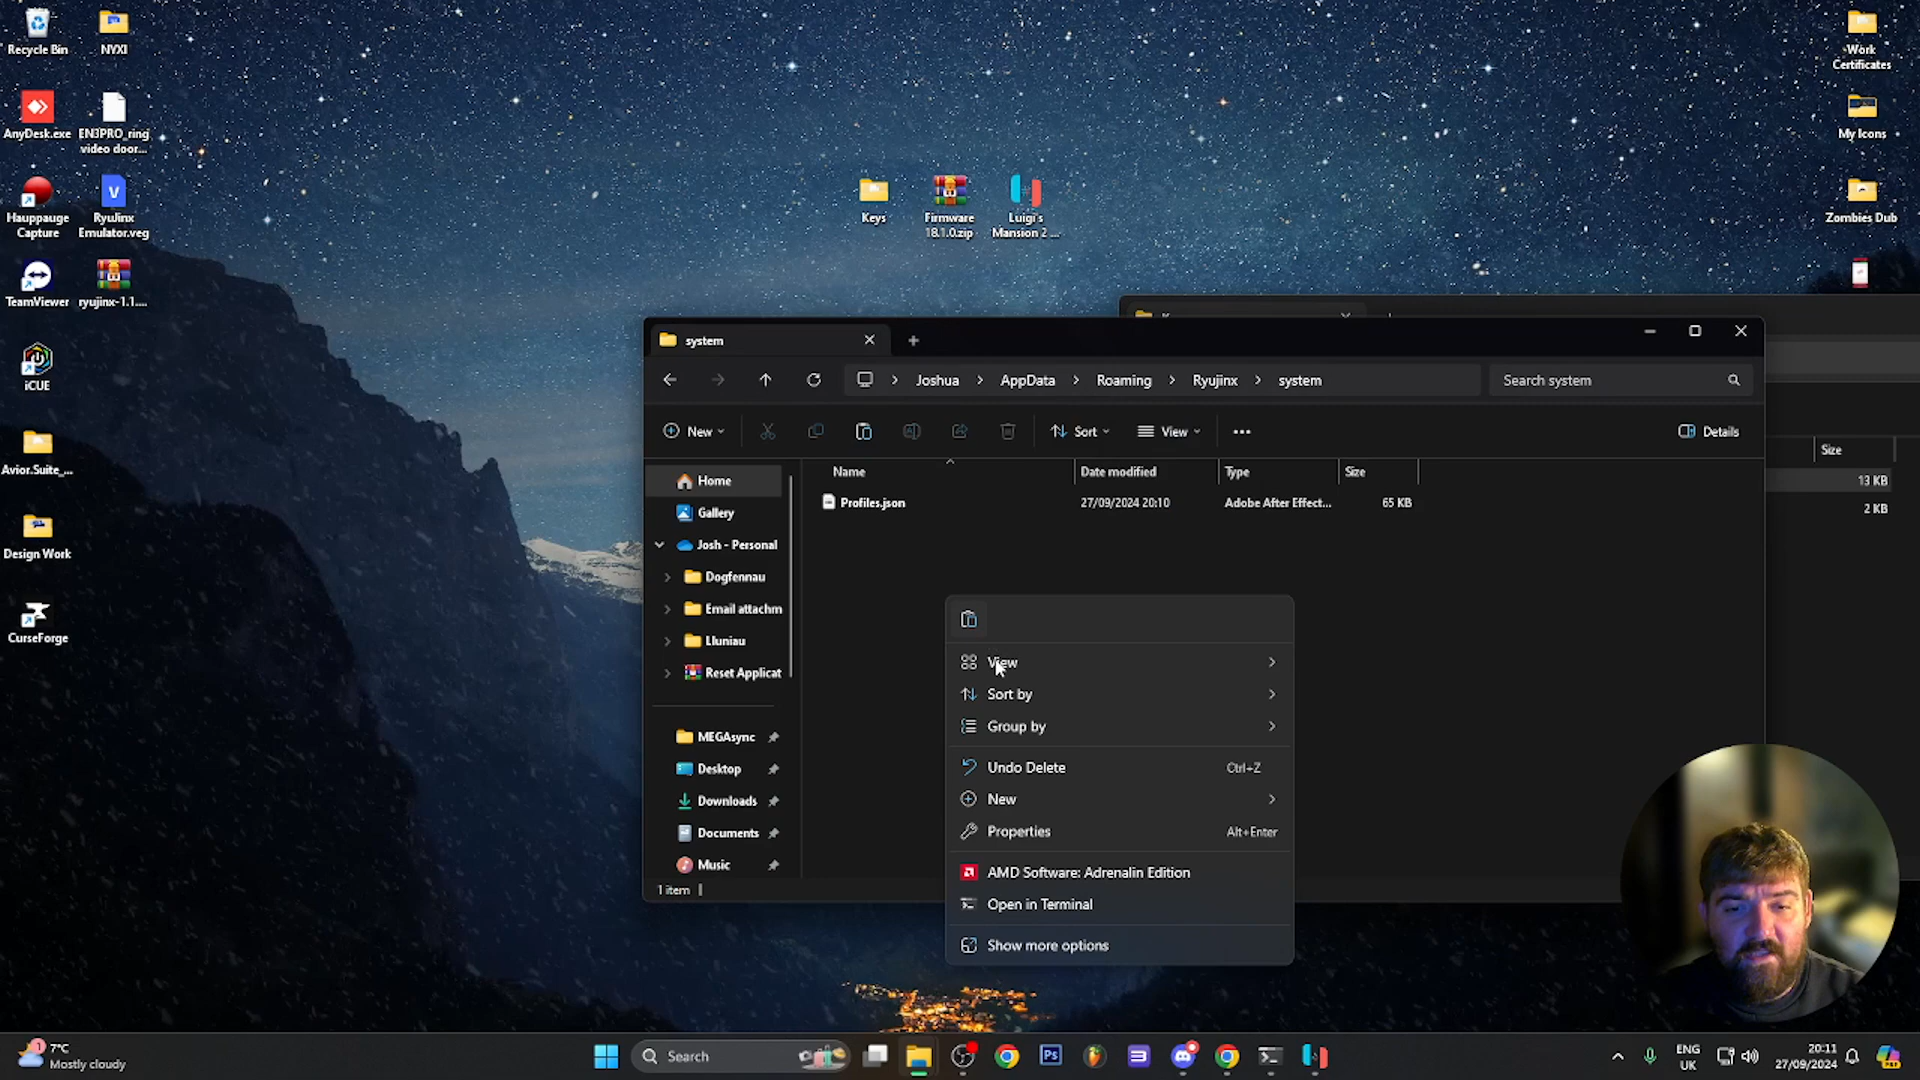 Recycle Bin
NYXI
AnyDesk.exe
EN3PRO_ring
video door...
Hauppauge
Capture
V
RyuJinx
Emulator.veg
TeamViewer
ryujinx-1.1....
iCUE
Avior.Suite_...
Design Work
CurseForge
Keys
Firmware
18.1.0.zip
Luigi's
Mansion 2 ...
Work
Certificates
My Icons
Zombies Dub
system
Joshua
AppData
Roaming
Ryujinx
system
Search system
New
Sort
View
Details
Name
Date modified
Type
Size
Profiles.json
27/09/2024 20:10
Adobe After Effect...
65 KB
Size
13 KB
2 KB
Home
Gallery
Josh - Personal
Dogfennau
Email attachm
Lluniau
Reset Applicat
MEGAsync
Desktop
Downloads
Documents
Music
1 item
View
Sort by
Group by
Undo Delete
Ctrl+Z
New
Properties
Alt+Enter
AMD Software: Adrenalin Edition
Open in Terminal
Show more options
1
7°C
Mostly cloudy
Search
Ps
ENG
UK
20:11
27/09/2024